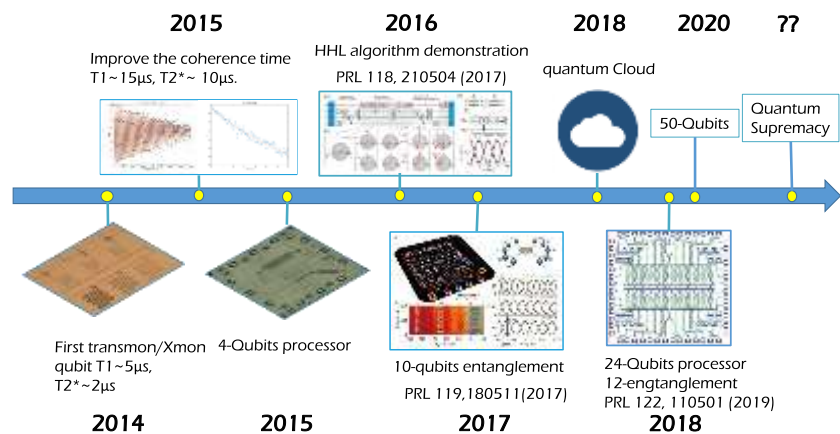 2015
2016
2018
2020
??
Improve the coherence time
T1~15μs, T2*~ 10μs.
HHL algorithm demonstration
PRL 118, 210504 (2017)
quantum Cloud
50-Qubits
Quantum
Supremacy
First transmon/Xmon
qubit T1~5μs,
T2*~2μs
4-Qubits processor
10-qubits entanglement
PRL 119,180511(2017)
24-Qubits processor
12-engtanglement
PRL 122, 110501 (2019)
2014
2015
2017
2018